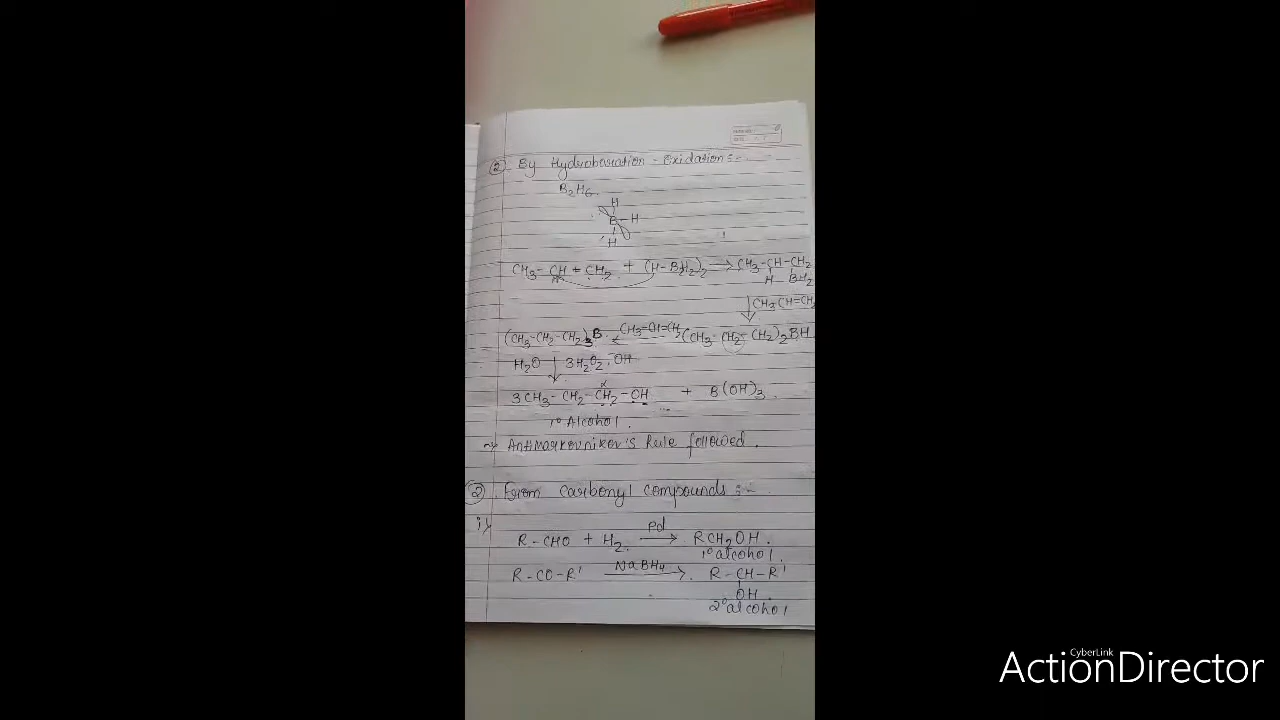 ② By Hydroboration - Oxidation :-
B2H6
H
B - H
H
CH3 - CH = CH2 + (H - BH2)2 → CH3 - CH - CH2
H BH2
CH3 CH=CH2
(CH3 - CH2 - CH2)3 B CH3-CH=CH2 (CH3 - CH2 - CH2)2 BH
H2O 3H2O2, OH
3CH3 - CH2 - CH2 - OH + B(OH)3
1° Alcohol.
Antimarkovnikov's Rule followed.
② From carbonyl compounds :-
i)
Pd
R - CHO + H2 → RCH2OH.
1° alcohol.
NaBH4
R - CO - R' → R - CH - R'
OH
2° alcohol
CyberLink
ActionDirector